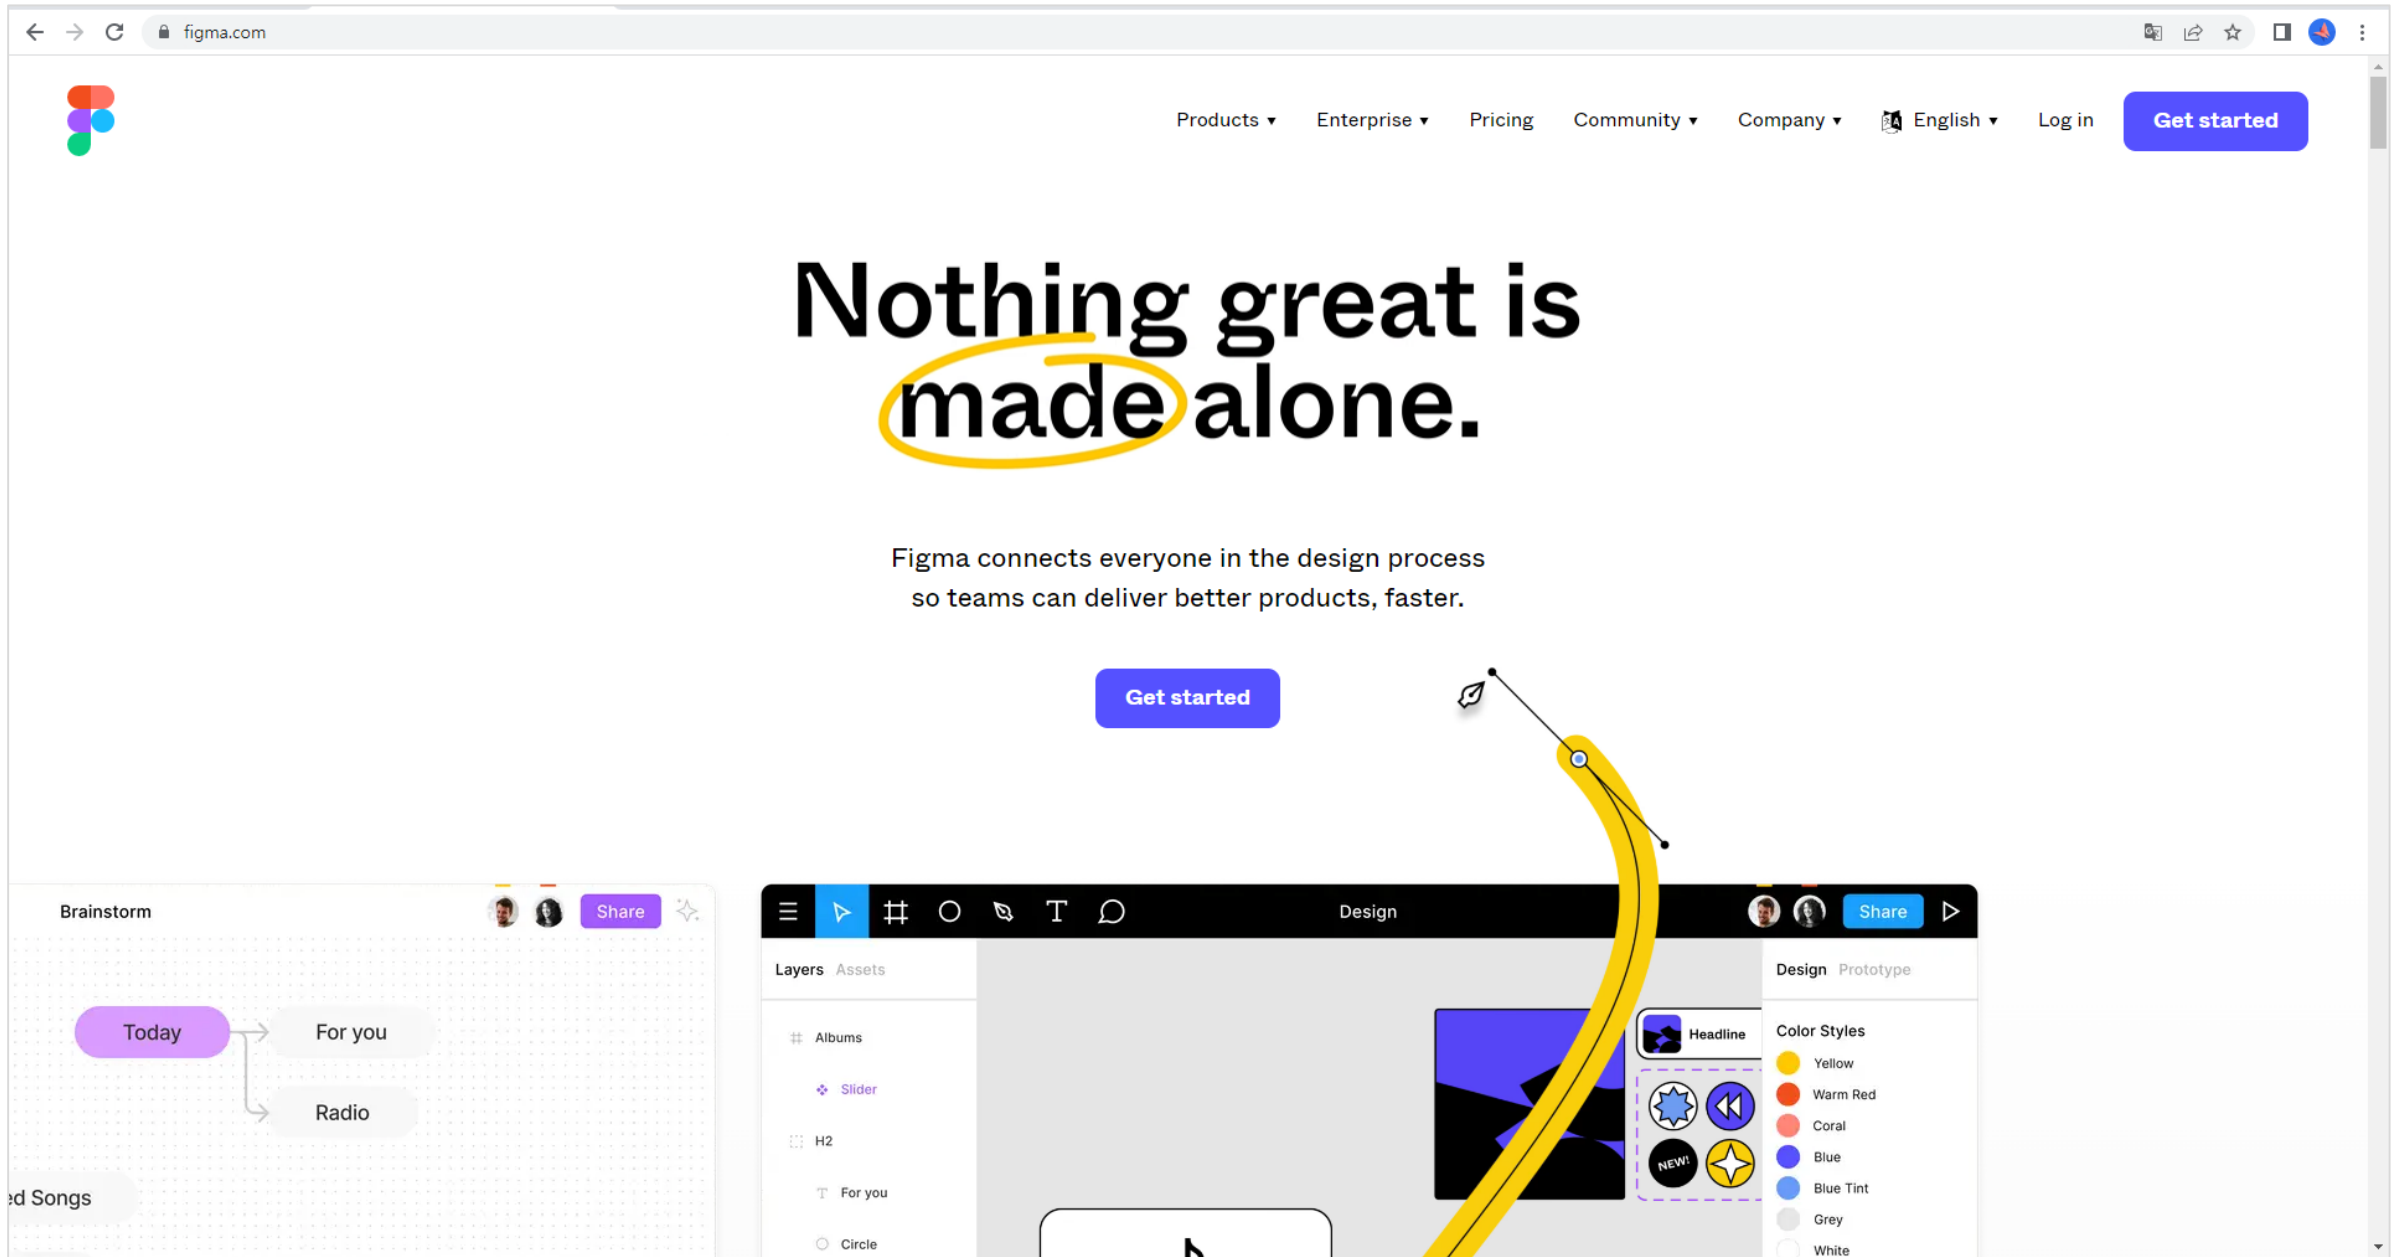 figma.com
Products ▾ Enterprise ▾ Pricing Community ▾ Company ▾ English ▾ Log in Get started
Nothing great is
made alone.
Figma connects everyone in the design process
so teams can deliver better products, faster.
Get started
Brainstorm
Share
Today
For you
Radio
ed Songs
Design
Share
Layers Assets
Albums
Slider
H2
For you
Circle
Headline
NEW!
Design Prototype
Color Styles
Yellow
Warm Red
Coral
Blue
Blue Tint
Grey
White